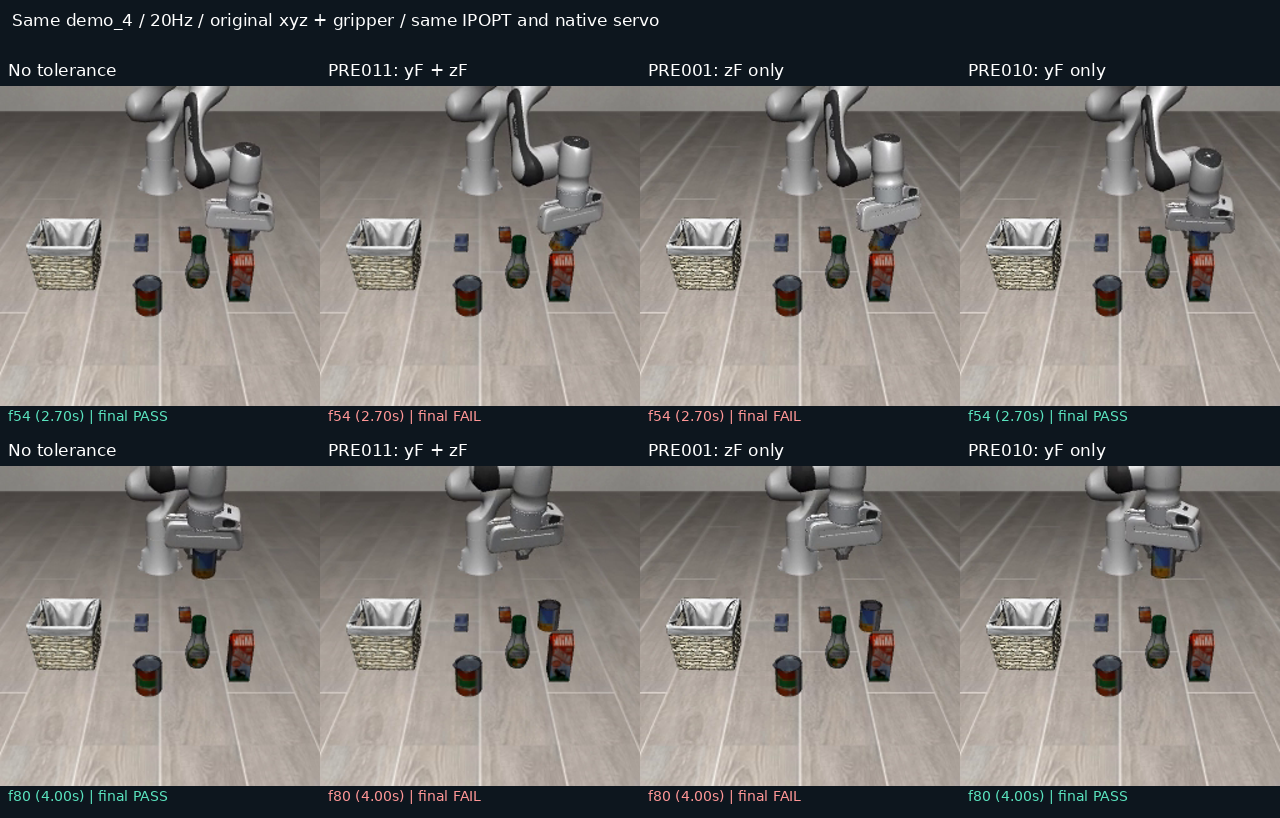 Same demo_4 / 20Hz / original xyz + gripper / same IPOPT and native servo
No tolerance
PRE011: yF + zF
PRE001: zF only
PRE010: yF only
f54 (2.70s) | final PASS
f54 (2.70s) | final FAIL
f54 (2.70s) | final FAIL
f54 (2.70s) | final PASS
No tolerance
PRE011: yF + zF
PRE001: zF only
PRE010: yF only
f80 (4.00s) | final PASS
f80 (4.00s) | final FAIL
f80 (4.00s) | final FAIL
f80 (4.00s) | final PASS